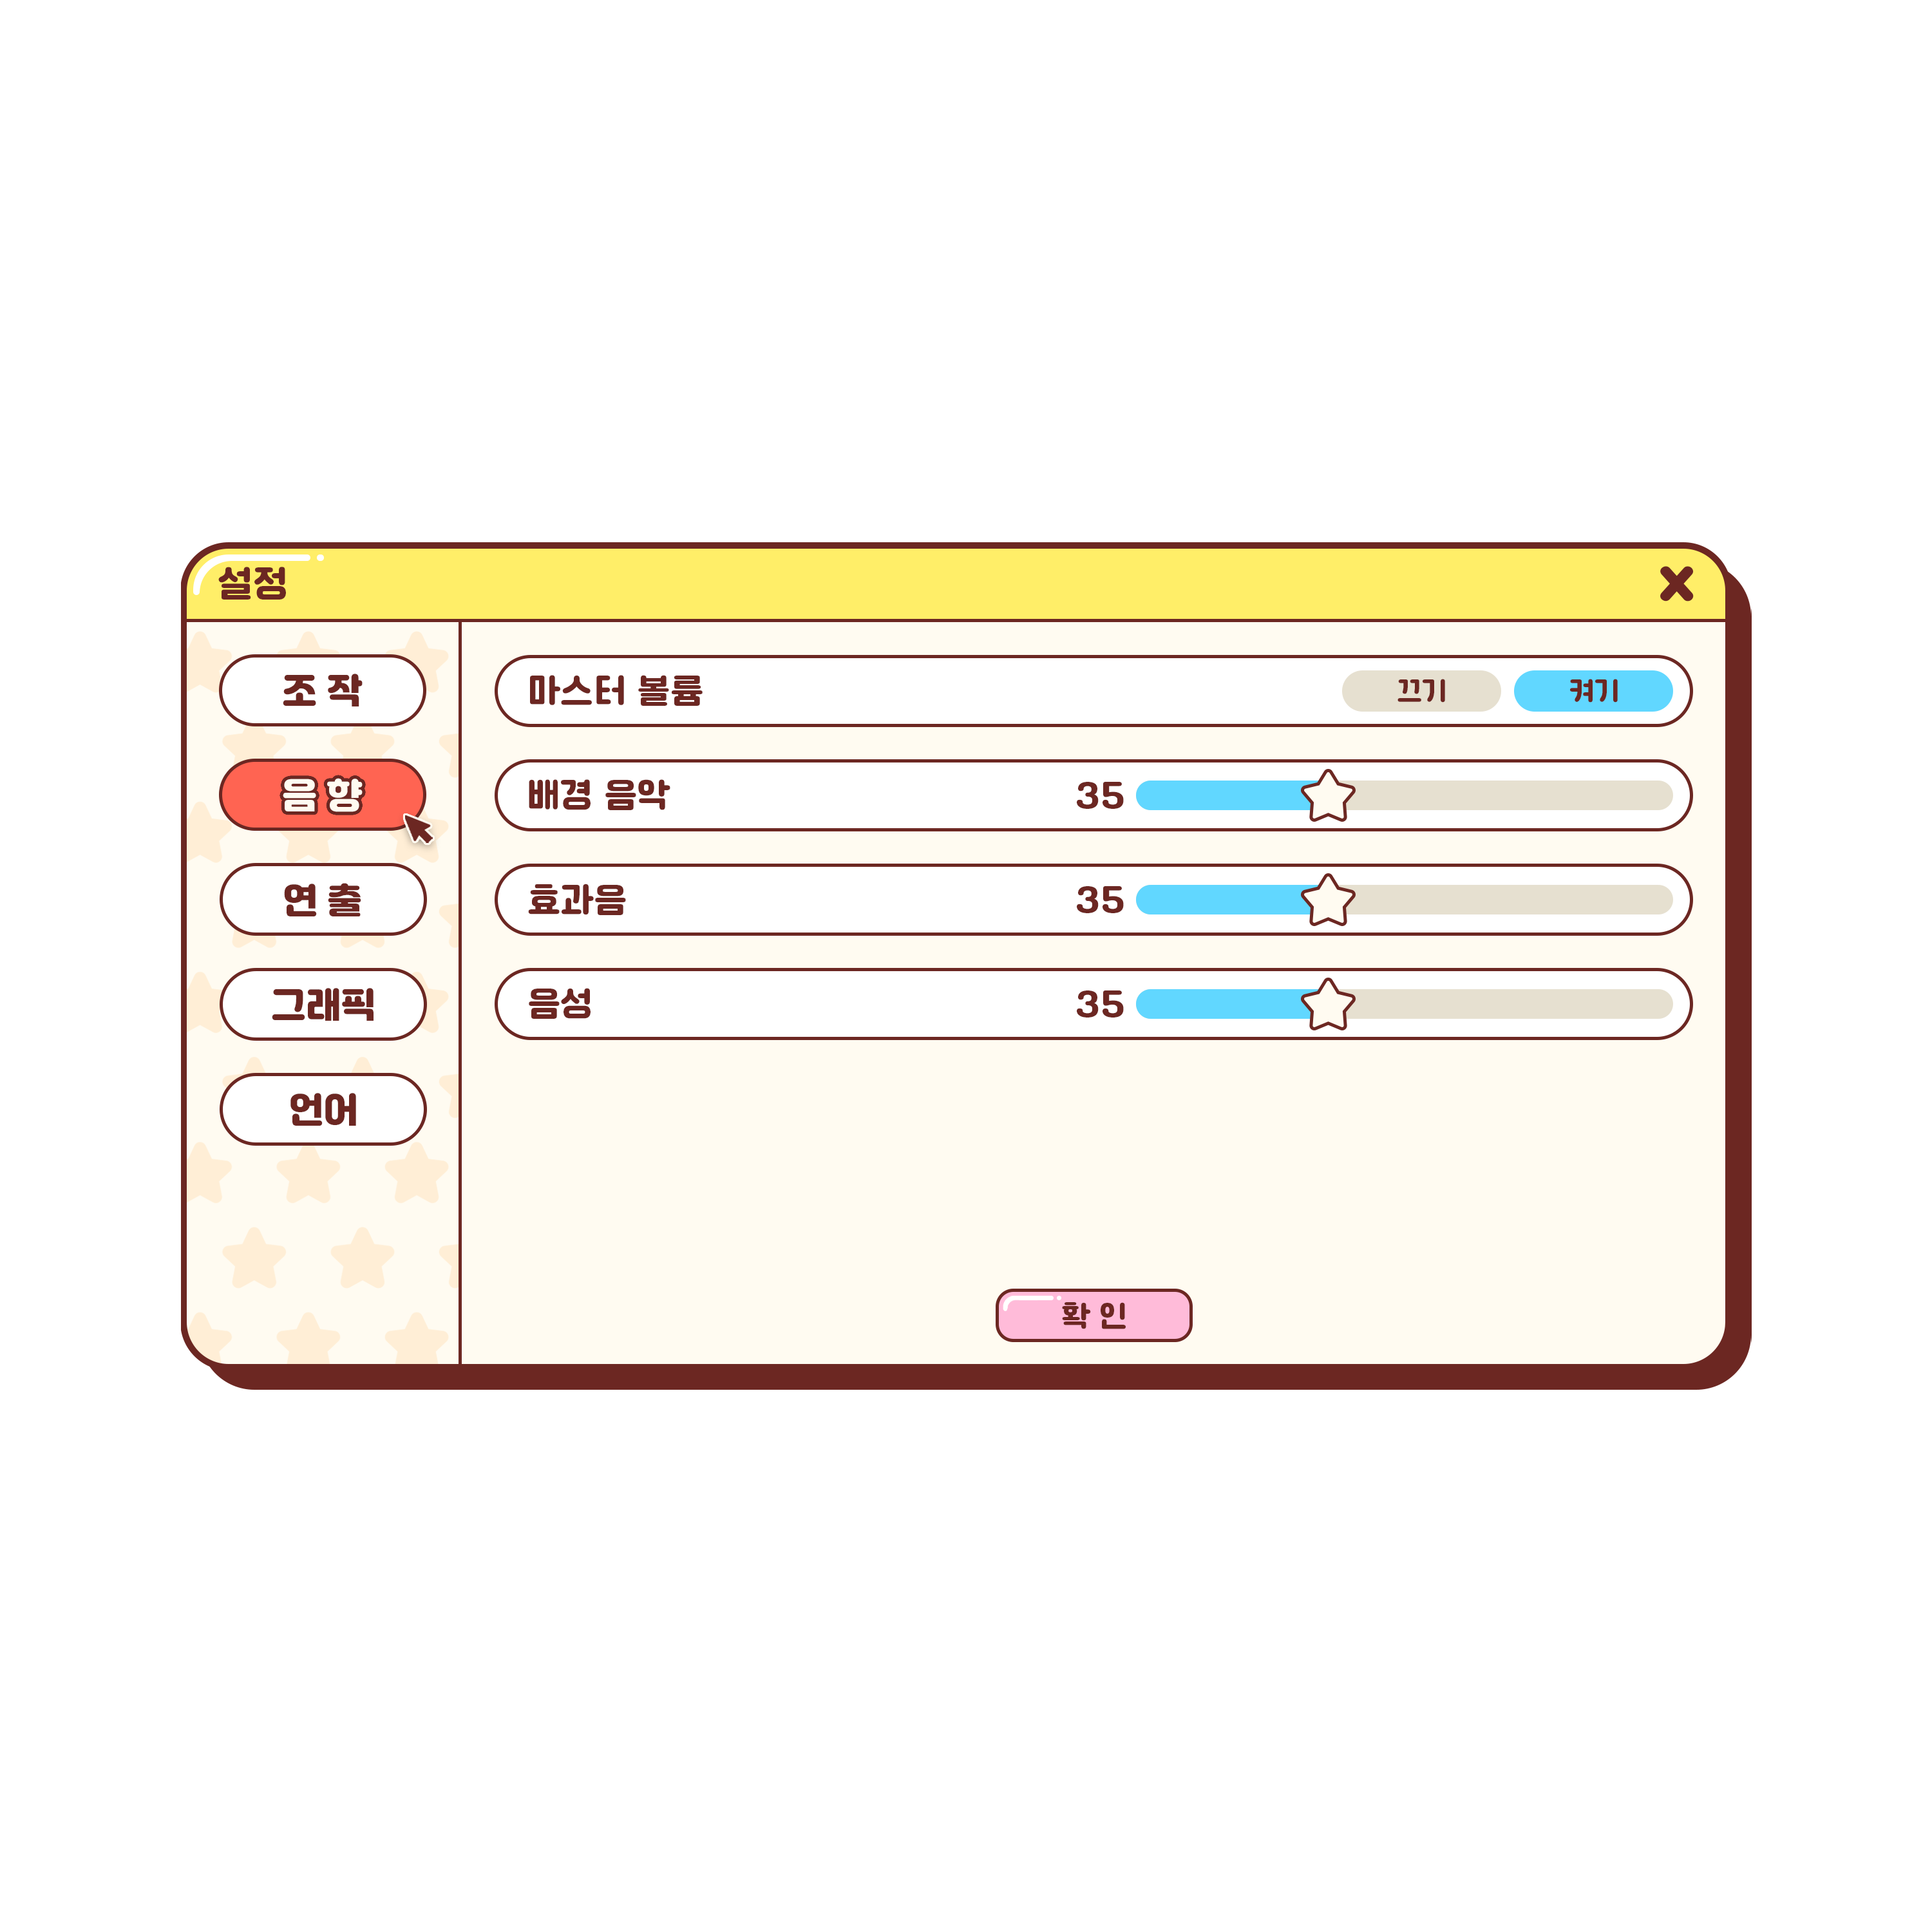 설정
조 작
음 향
연 출
그래픽
언어
마스터 볼륨 끄기 켜기
배경 음악 35
효과음 35
음성 35
확 인